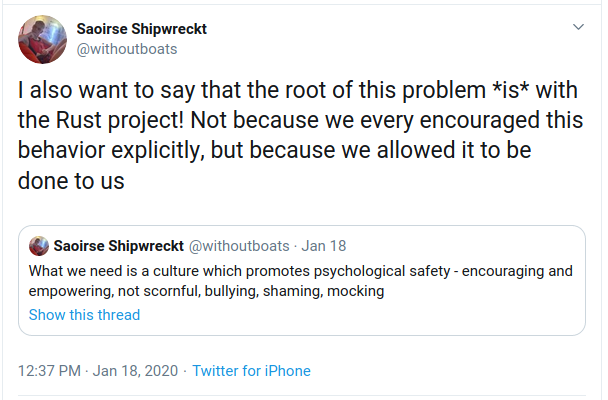 Saoirse Shipwreckt
@withoutboats
I also want to say that the root of this problem *is* with
the Rust project! Not because we every encouraged this
behavior explicitly, but because we allowed it to be
done to us
Saoirse Shipwreckt @withoutboats · Jan 18
What we need is a culture which promotes psychological safety - encouraging and
empowering, not scornful, bullying, shaming, mocking
Show this thread
12:37 PM · Jan 18, 2020 · Twitter for iPhone